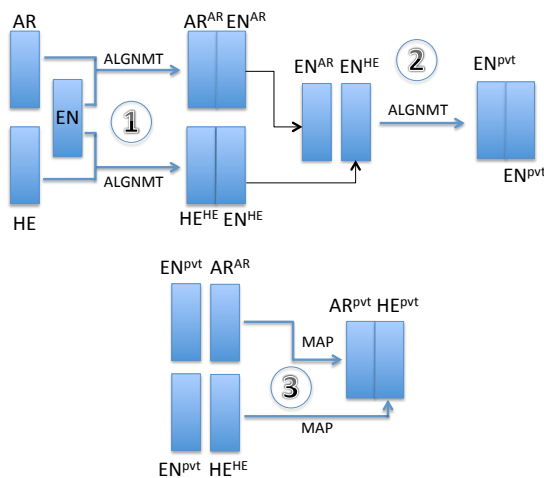 AR
AR^AR EN^AR
ALGNMT
EN
1
ALGNMT
HE
HE^HE EN^HE
EN^AR EN^HE
2
ALGNMT
EN^pvt
EN^pvt
EN^pvt AR^AR
MAP
AR^pvt HE^pvt
3
MAP
EN^pvt HE^HE